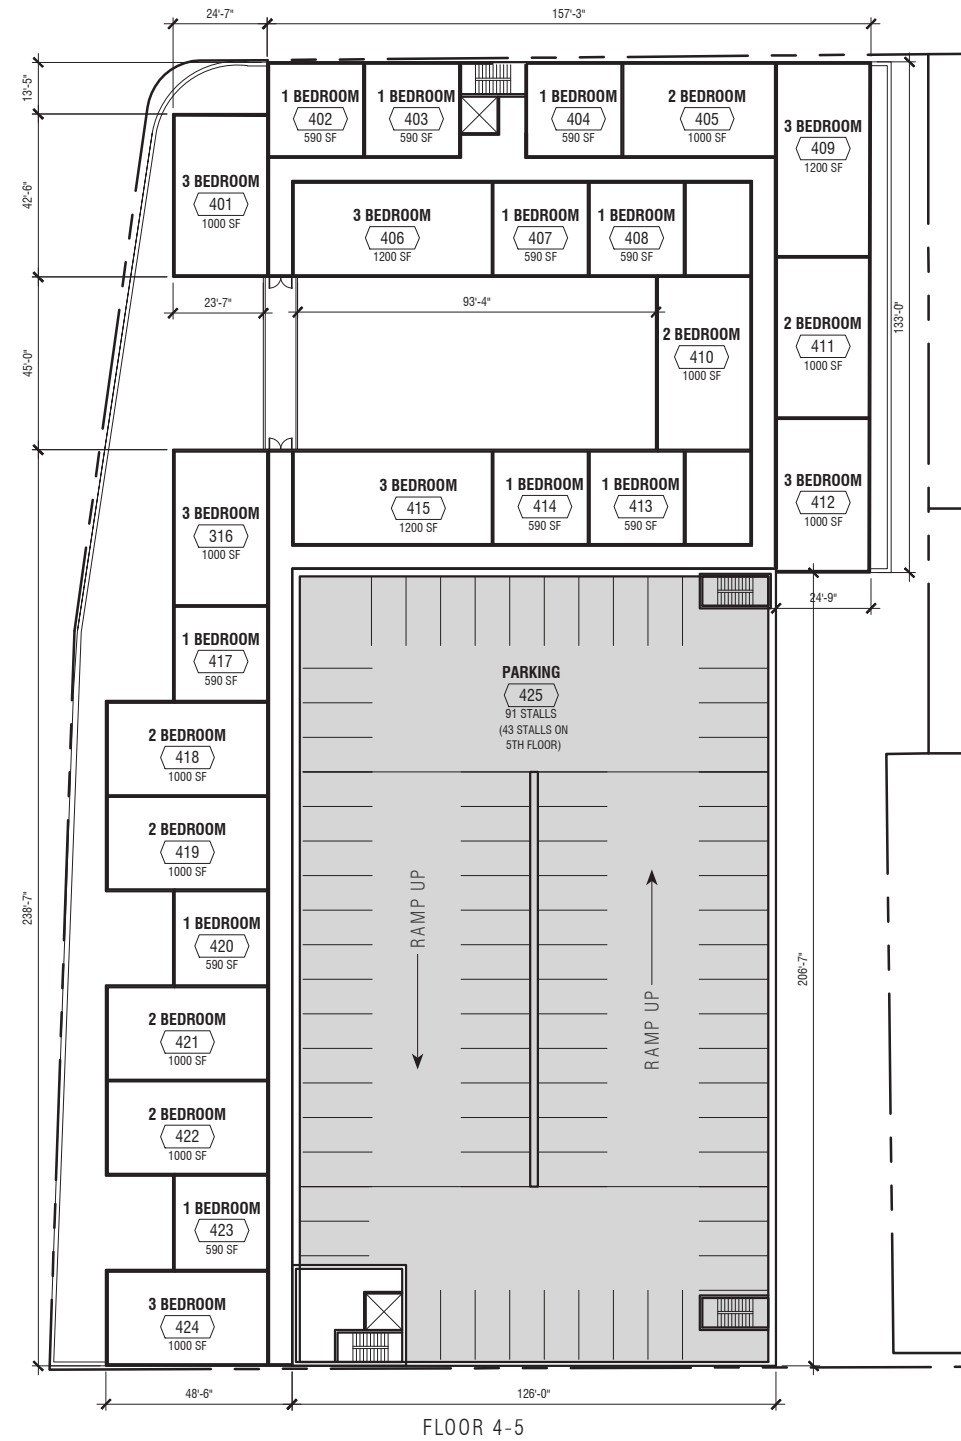 24'-7"
157'-3"
13'-5"
42'-6"
45'-0"
238'-7"
1 BEDROOM
402
590 SF
1 BEDROOM
403
590 SF
1 BEDROOM
404
590 SF
2 BEDROOM
405
1000 SF
3 BEDROOM
409
1200 SF
3 BEDROOM
401
1000 SF
3 BEDROOM
406
1200 SF
1 BEDROOM
407
590 SF
1 BEDROOM
408
590 SF
23'-7"
93'-4"
133'-0"
2 BEDROOM
410
1000 SF
2 BEDROOM
411
1000 SF
3 BEDROOM
415
1200 SF
1 BEDROOM
414
590 SF
1 BEDROOM
413
590 SF
3 BEDROOM
412
1000 SF
3 BEDROOM
316
1000 SF
24'-9"
1 BEDROOM
417
590 SF
PARKING
425
91 STALLS
(43 STALLS ON
5TH FLOOR)
2 BEDROOM
418
1000 SF
2 BEDROOM
419
1000 SF
RAMP UP
RAMP UP
206'-7"
1 BEDROOM
420
590 SF
2 BEDROOM
421
1000 SF
2 BEDROOM
422
1000 SF
1 BEDROOM
423
590 SF
3 BEDROOM
424
1000 SF
48'-6"
126'-0"
FLOOR 4-5